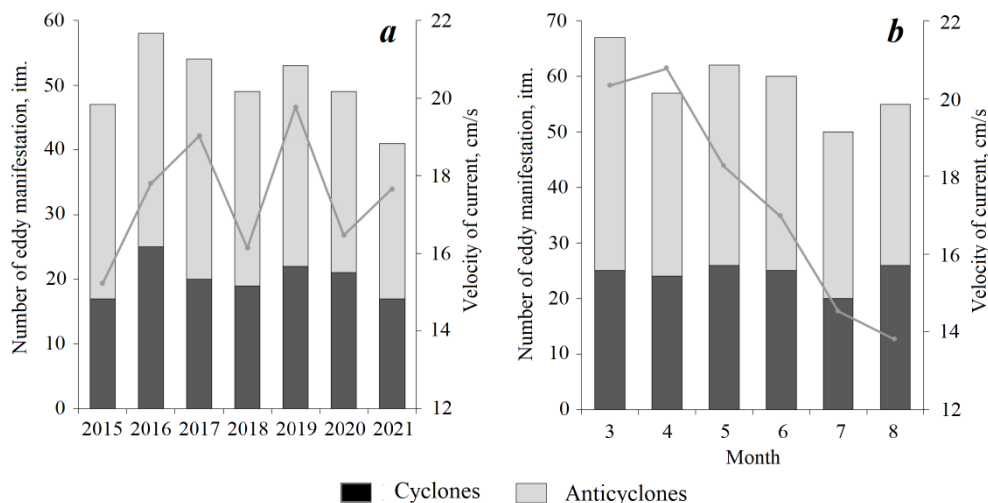 a
Number of eddy manifestation, itm.
60
50
40
30
20
10
0
22
20
18
16
14
12
Velocity of current, cm/s
2015 2016 2017 2018 2019 2020 2021
b
Number of eddy manifestation, itm.
70
60
50
40
30
20
10
0
22
20
18
16
14
12
Velocity of current, cm/s
3 4 5 6 7 8
Month
Cyclones Anticyclones